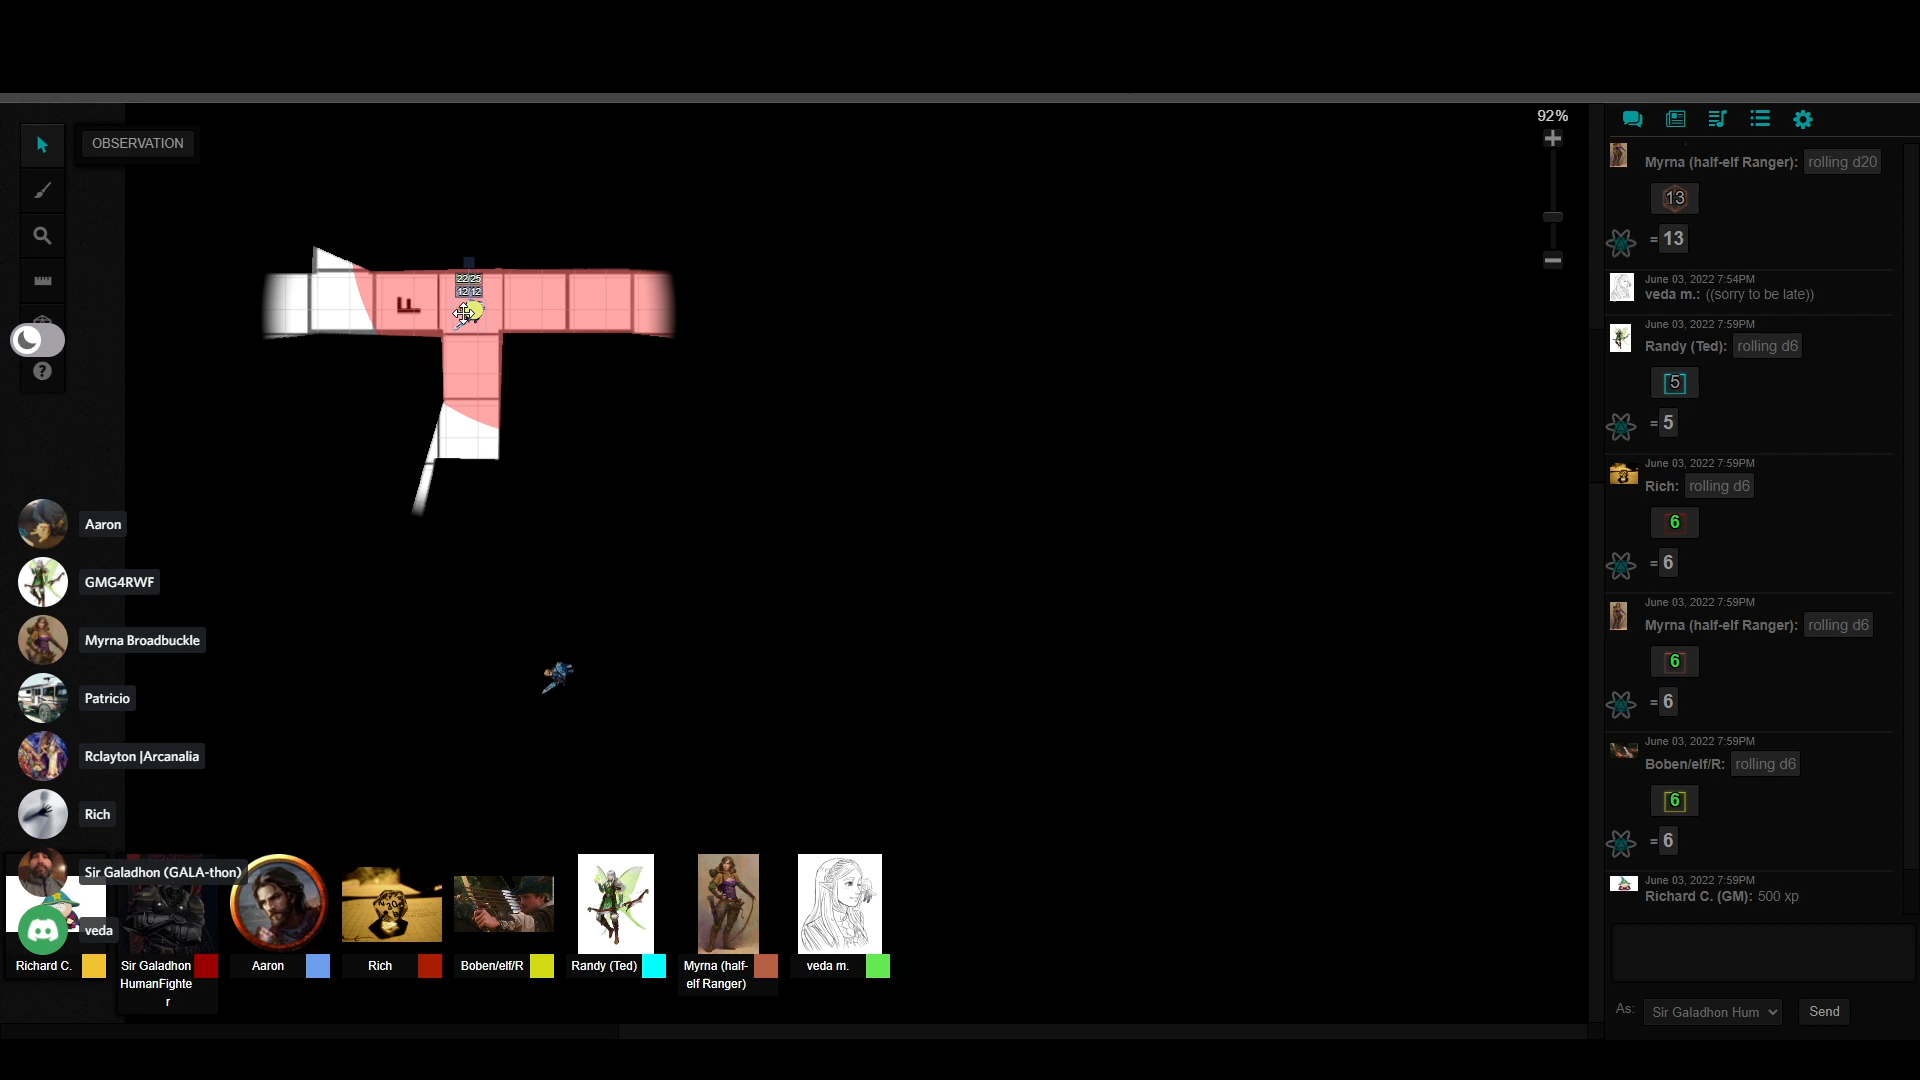 92%
OBSERVATION
F
22/25
12/12
?
Aaron
GMG4RWF
Myrna Broadbuckle
Patricio
Rclayton |Arcanalia
Rich
Sir Galadhon (GALA-thon)
veda
Richard C.
Sir Galadhon
HumanFighte
r
Aaron
Rich
Boben/elf/R
Randy (Ted)
Myrna (half-
elf Ranger)
veda m.
Myrna (half-elf Ranger): rolling d20
13
=13
June 03, 2022 7:54PM
veda m.: ((sorry to be late))
June 03, 2022 7:59PM
Randy (Ted): rolling d6
5
=5
June 03, 2022 7:59PM
Rich: rolling d6
6
=6
June 03, 2022 7:59PM
Myrna (half-elf Ranger): rolling d6
6
=6
June 03, 2022 7:59PM
Boben/elf/R: rolling d6
6
=6
June 03, 2022 7:59PM
Richard C. (GM): 500 xp
As: Sir Galadhon Hum Send